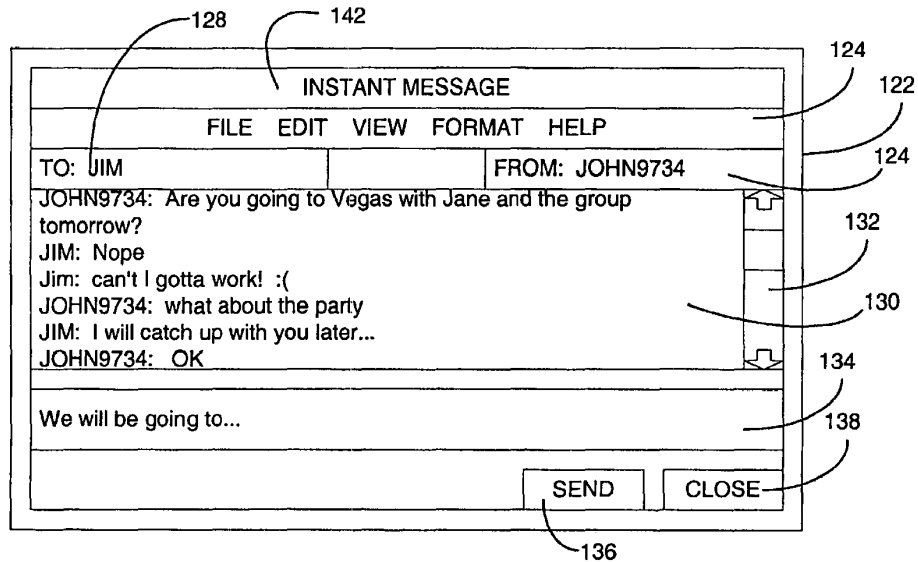 128
142
INSTANT MESSAGE
124
FILE EDIT VIEW FORMAT HELP
122
TO: JIM
FROM: JOHN9734
124
JOHN9734: Are you going to Vegas with Jane and the group
tomorrow?
132
JIM: Nope
Jim: can't I gotta work! :(
JOHN9734: what about the party
130
JIM: I will catch up with you later...
JOHN9734: OK
134
We will be going to...
138
SEND
CLOSE
136